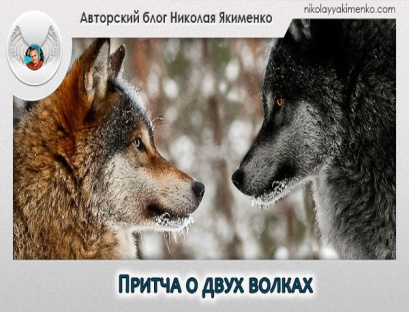 Авторский блог Николая Якименко
nikolayyakimenko.com
Притча о двух волках